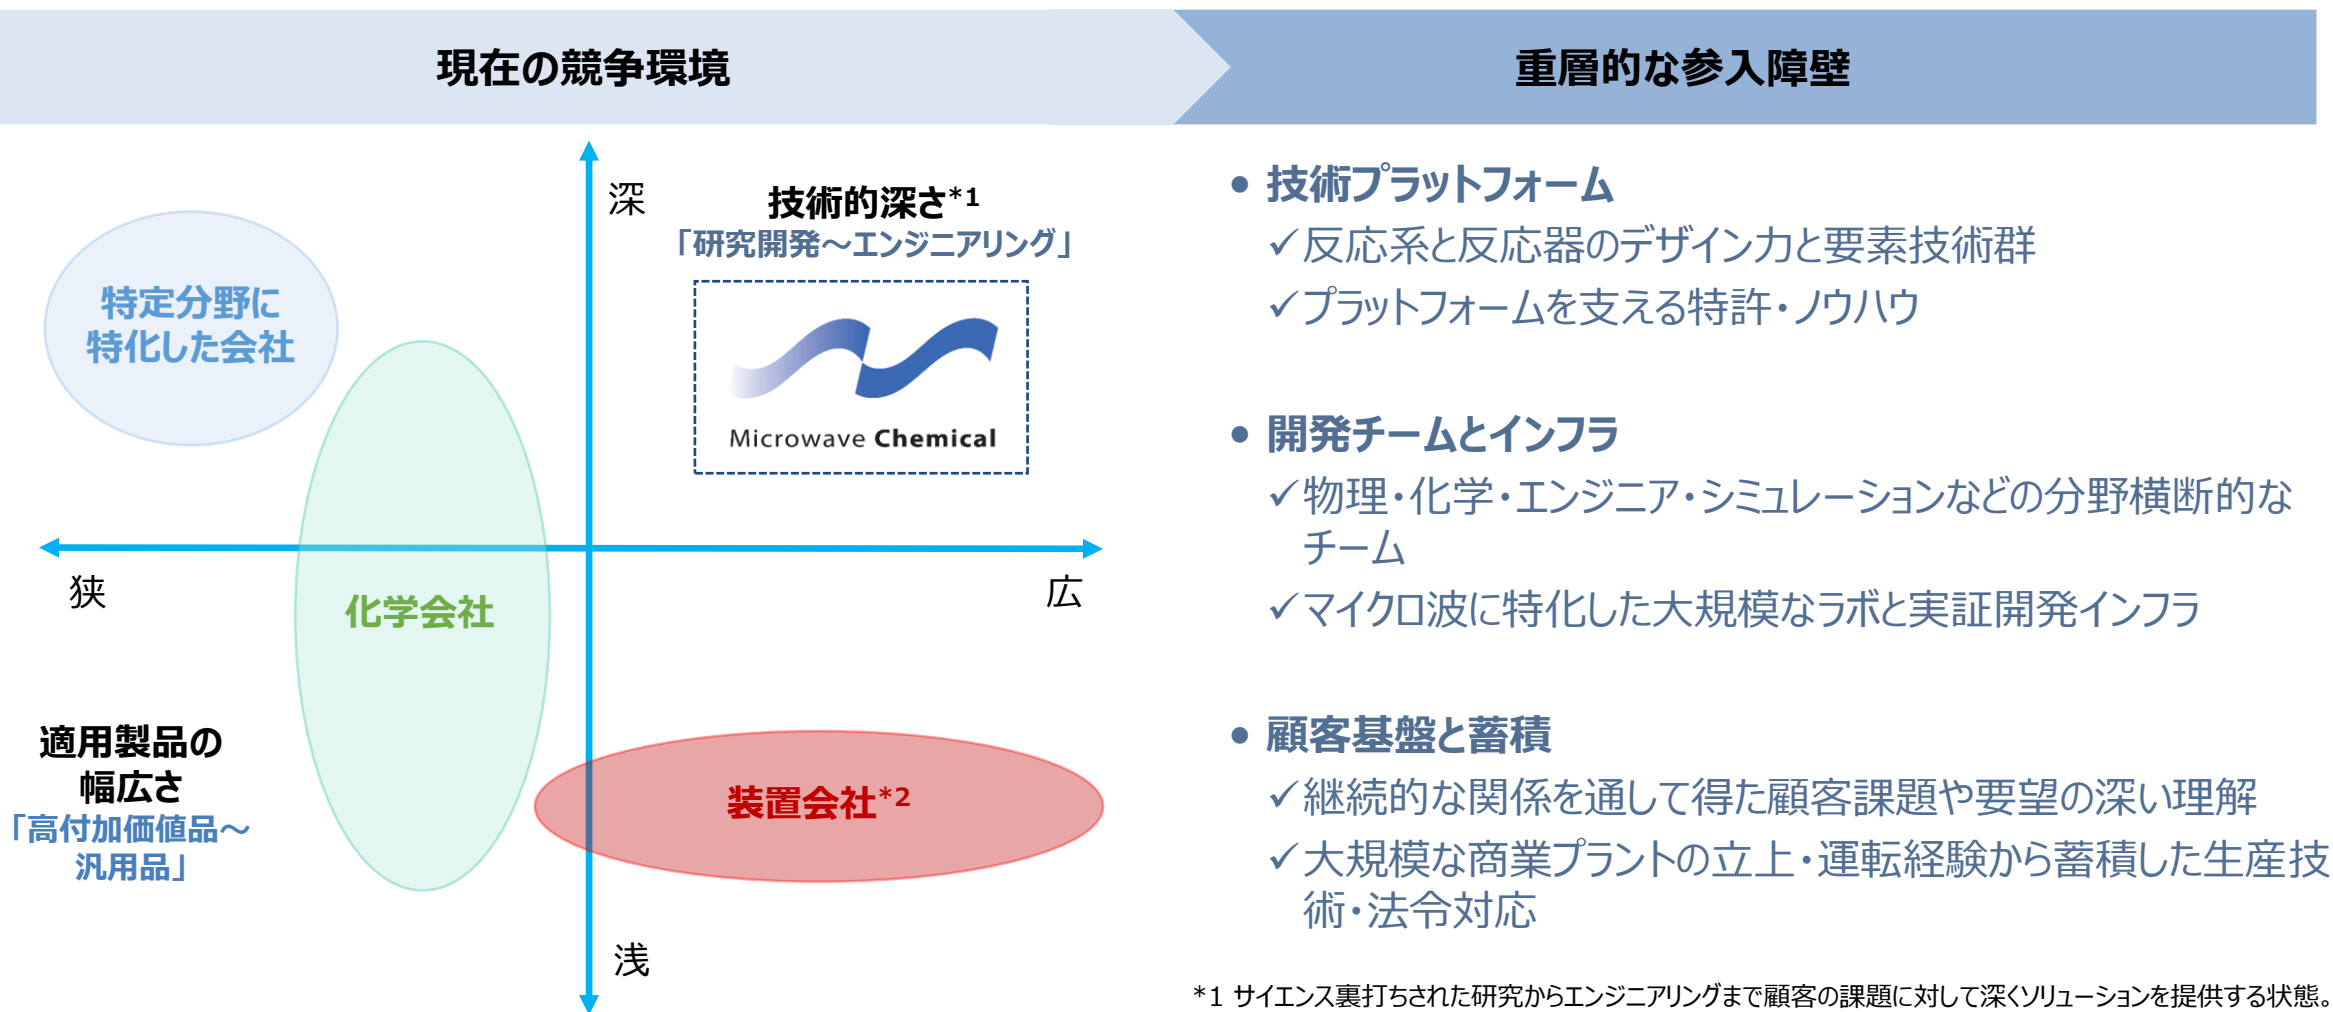 現在の競争環境
重層的な参入障壁
深
技術的深さ*1
「研究開発～エンジニアリング」
特定分野に
特化した会社
Microwave Chemical
狭
広
化学会社
適用製品の
幅広さ
「高付加価値品～
汎用品」
装置会社*2
浅
• 技術プラットフォーム
✓反応系と反応器のデザイン力と要素技術群
✓プラットフォームを支える特許・ノウハウ
• 開発チームとインフラ
✓物理・化学・エンジニア・シミュレーションなどの分野横断的な
チーム
✓マイクロ波に特化した大規模なラボと実証開発インフラ
• 顧客基盤と蓄積
✓継続的な関係を通して得た顧客課題や要望の深い理解
✓大規模な商業プラントの立上・運転経験から蓄積した生産技
術・法令対応
*1 サイエンス裏打ちされた研究からエンジニアリングまで顧客の課題に対して深くソリューションを提供する状態。